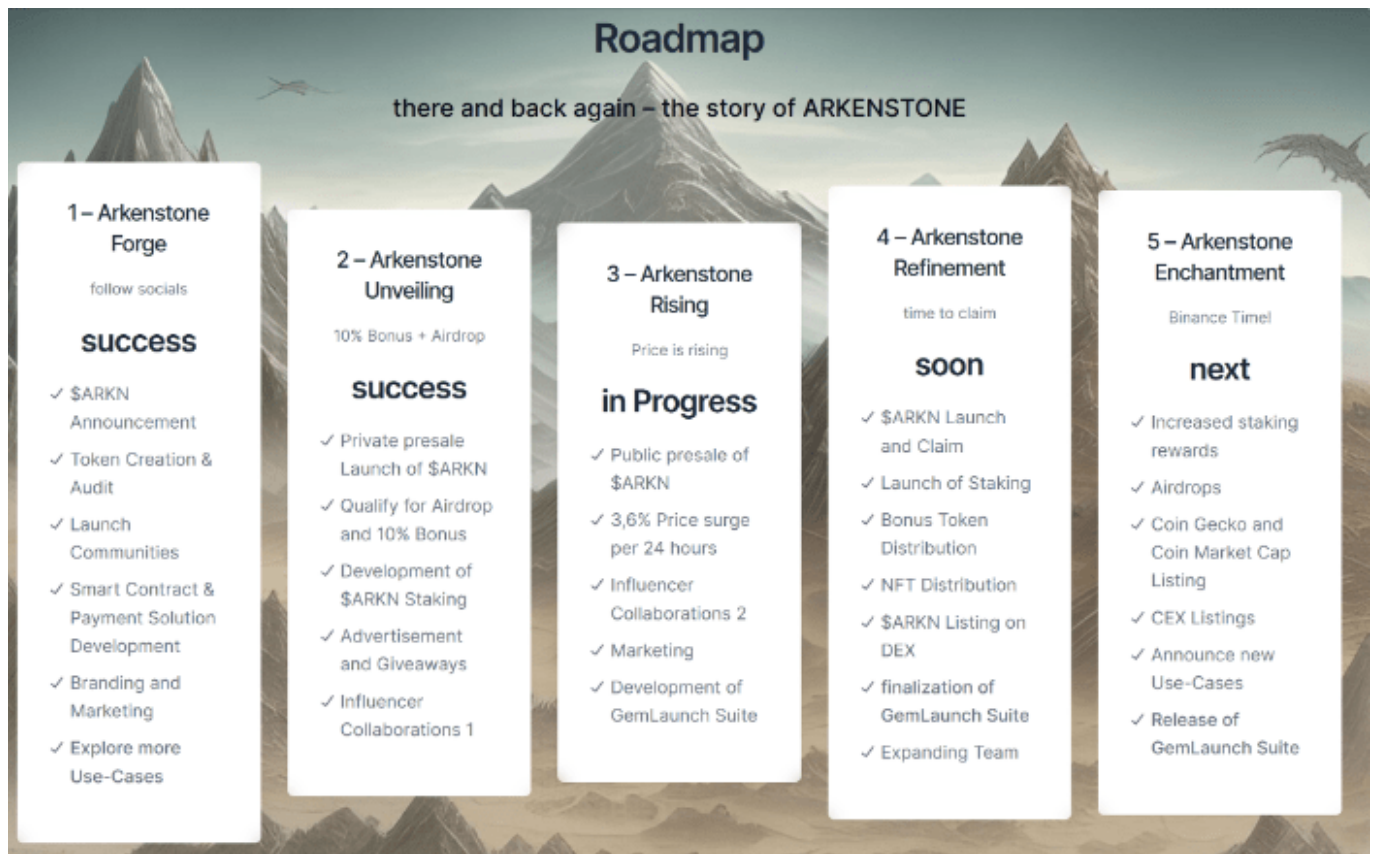 Roadmap
there and back again – the story of ARKENSTONE
1 – Arkenstone
Forge
follow socials
success
✓ $ARKN
Announcement
✓ Token Creation &
Audit
✓ Launch
Communities
✓ Smart Contract &
Payment Solution
Development
✓ Branding and
Marketing
✓ Explore more
Use-Cases
2 – Arkenstone
Unveiling
10% Bonus + Airdrop
success
✓ Private presale
Launch of $ARKN
✓ Qualify for Airdrop
and 10% Bonus
✓ Development of
$ARKN Staking
✓ Advertisement
and Giveaways
✓ Influencer
Collaborations 1
3 – Arkenstone
Rising
Price is rising
in Progress
✓ Public presale of
$ARKN
✓ 3,6% Price surge
per 24 hours
✓ Influencer
Collaborations 2
✓ Marketing
✓ Development of
GemLaunch Suite
4 – Arkenstone
Refinement
time to claim
soon
✓ $ARKN Launch
and Claim
✓ Launch of Staking
✓ Bonus Token
Distribution
✓ NFT Distribution
✓ $ARKN Listing on
DEX
✓ finalization of
GemLaunch Suite
✓ Expanding Team
5 – Arkenstone
Enchantment
Binance Time!
next
✓ Increased staking
rewards
✓ Airdrops
✓ Coin Gecko and
Coin Market Cap
Listing
✓ CEX Listings
✓ Announce new
Use-Cases
✓ Release of
GemLaunch Suite